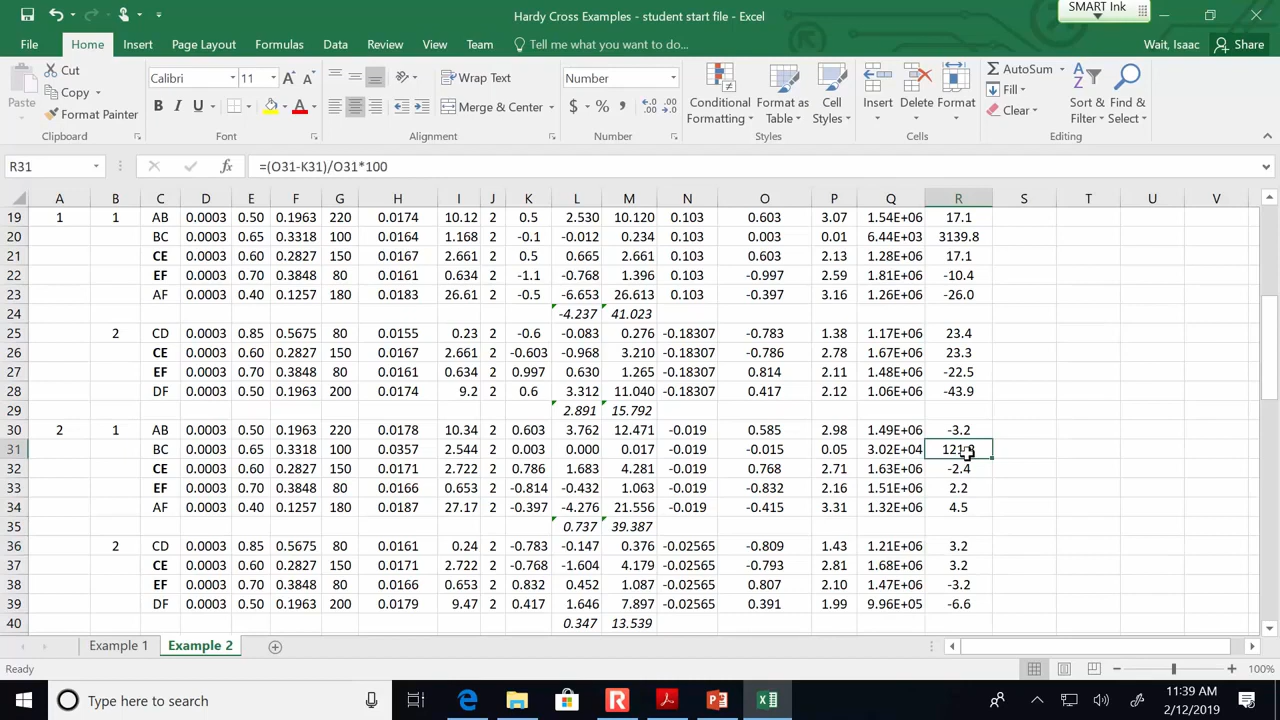 Hardy Cross Examples - student start file - Excel
SMART Ink
File Home Insert Page Layout Formulas Data Review View Team Tell me what you want to do... Wait, Isaac Share
Paste
Cut
Copy
Format Painter
Clipboard
Calibri 11
B I U
Font
Wrap Text
Merge & Center
Alignment
Number
$ % ,
Number
Conditional Formatting
Format as Table
Cell Styles
Styles
Insert Delete Format
Cells
AutoSum
Fill
Clear
Sort & Filter
Find & Select
Editing
R31 =(O31-K31)/O31*100
A B C D E F G H I J K L M N O P Q R S T U V
19 1 1 AB 0.0003 0.50 0.1963 220 0.0174 10.12 2 0.5 2.530 10.120 0.103 0.603 3.07 1.54E+06 17.1
20 BC 0.0003 0.65 0.3318 100 0.0164 1.168 2 -0.1 -0.012 0.234 0.103 0.003 0.01 6.44E+03 3139.8
21 CE 0.0003 0.60 0.2827 150 0.0167 2.661 2 0.5 0.665 2.661 0.103 0.603 2.13 1.28E+06 17.1
22 EF 0.0003 0.70 0.3848 80 0.0161 0.634 2 -1.1 -0.768 1.396 0.103 -0.997 2.59 1.81E+06 -10.4
23 AF 0.0003 0.40 0.1257 180 0.0183 26.61 2 -0.5 -6.653 26.613 0.103 -0.397 3.16 1.26E+06 -26.0
24 -4.237 41.023
25 2 CD 0.0003 0.85 0.5675 80 0.0155 0.23 2 -0.6 -0.083 0.276 -0.18307 -0.783 1.38 1.17E+06 23.4
26 CE 0.0003 0.60 0.2827 150 0.0167 2.661 2 -0.603 -0.968 3.210 -0.18307 -0.786 2.78 1.67E+06 23.3
27 EF 0.0003 0.70 0.3848 80 0.0161 0.634 2 0.997 0.630 1.265 -0.18307 0.814 2.11 1.48E+06 -22.5
28 DF 0.0003 0.50 0.1963 200 0.0174 9.2 2 0.6 3.312 11.040 -0.18307 0.417 2.12 1.06E+06 -43.9
29 2.891 15.792
30 2 1 AB 0.0003 0.50 0.1963 220 0.0178 10.34 2 0.603 3.762 12.471 -0.019 0.585 2.98 1.49E+06 -3.2
31 BC 0.0003 0.65 0.3318 100 0.0357 2.544 2 0.003 0.000 0.017 -0.019 -0.015 0.05 3.02E+04
32 CE 0.0003 0.60 0.2827 150 0.0171 2.722 2 0.786 1.683 4.281 -0.019 0.768 2.71 1.63E+06 -2.4
33 EF 0.0003 0.70 0.3848 80 0.0166 0.653 2 -0.814 -0.432 1.063 -0.019 -0.832 2.16 1.51E+06 2.2
34 AF 0.0003 0.40 0.1257 180 0.0187 27.17 2 -0.397 -4.276 21.556 -0.019 -0.415 3.31 1.32E+06 4.5
35 0.737 39.387
36 2 CD 0.0003 0.85 0.5675 80 0.0161 0.24 2 -0.783 -0.147 0.376 -0.02565 -0.809 1.43 1.21E+06 3.2
37 CE 0.0003 0.60 0.2827 150 0.0171 2.722 2 -0.768 -1.604 4.179 -0.02565 -0.793 2.81 1.68E+06 3.2
38 EF 0.0003 0.70 0.3848 80 0.0166 0.653 2 0.832 0.452 1.087 -0.02565 0.807 2.10 1.47E+06 -3.2
39 DF 0.0003 0.50 0.1963 200 0.0179 9.47 2 0.417 1.646 7.897 -0.02565 0.391 1.99 9.96E+05 -6.6
40 0.347 13.539
Example 1 Example 2
Ready 100%
Type here to search
11:39 AM
2/12/2019